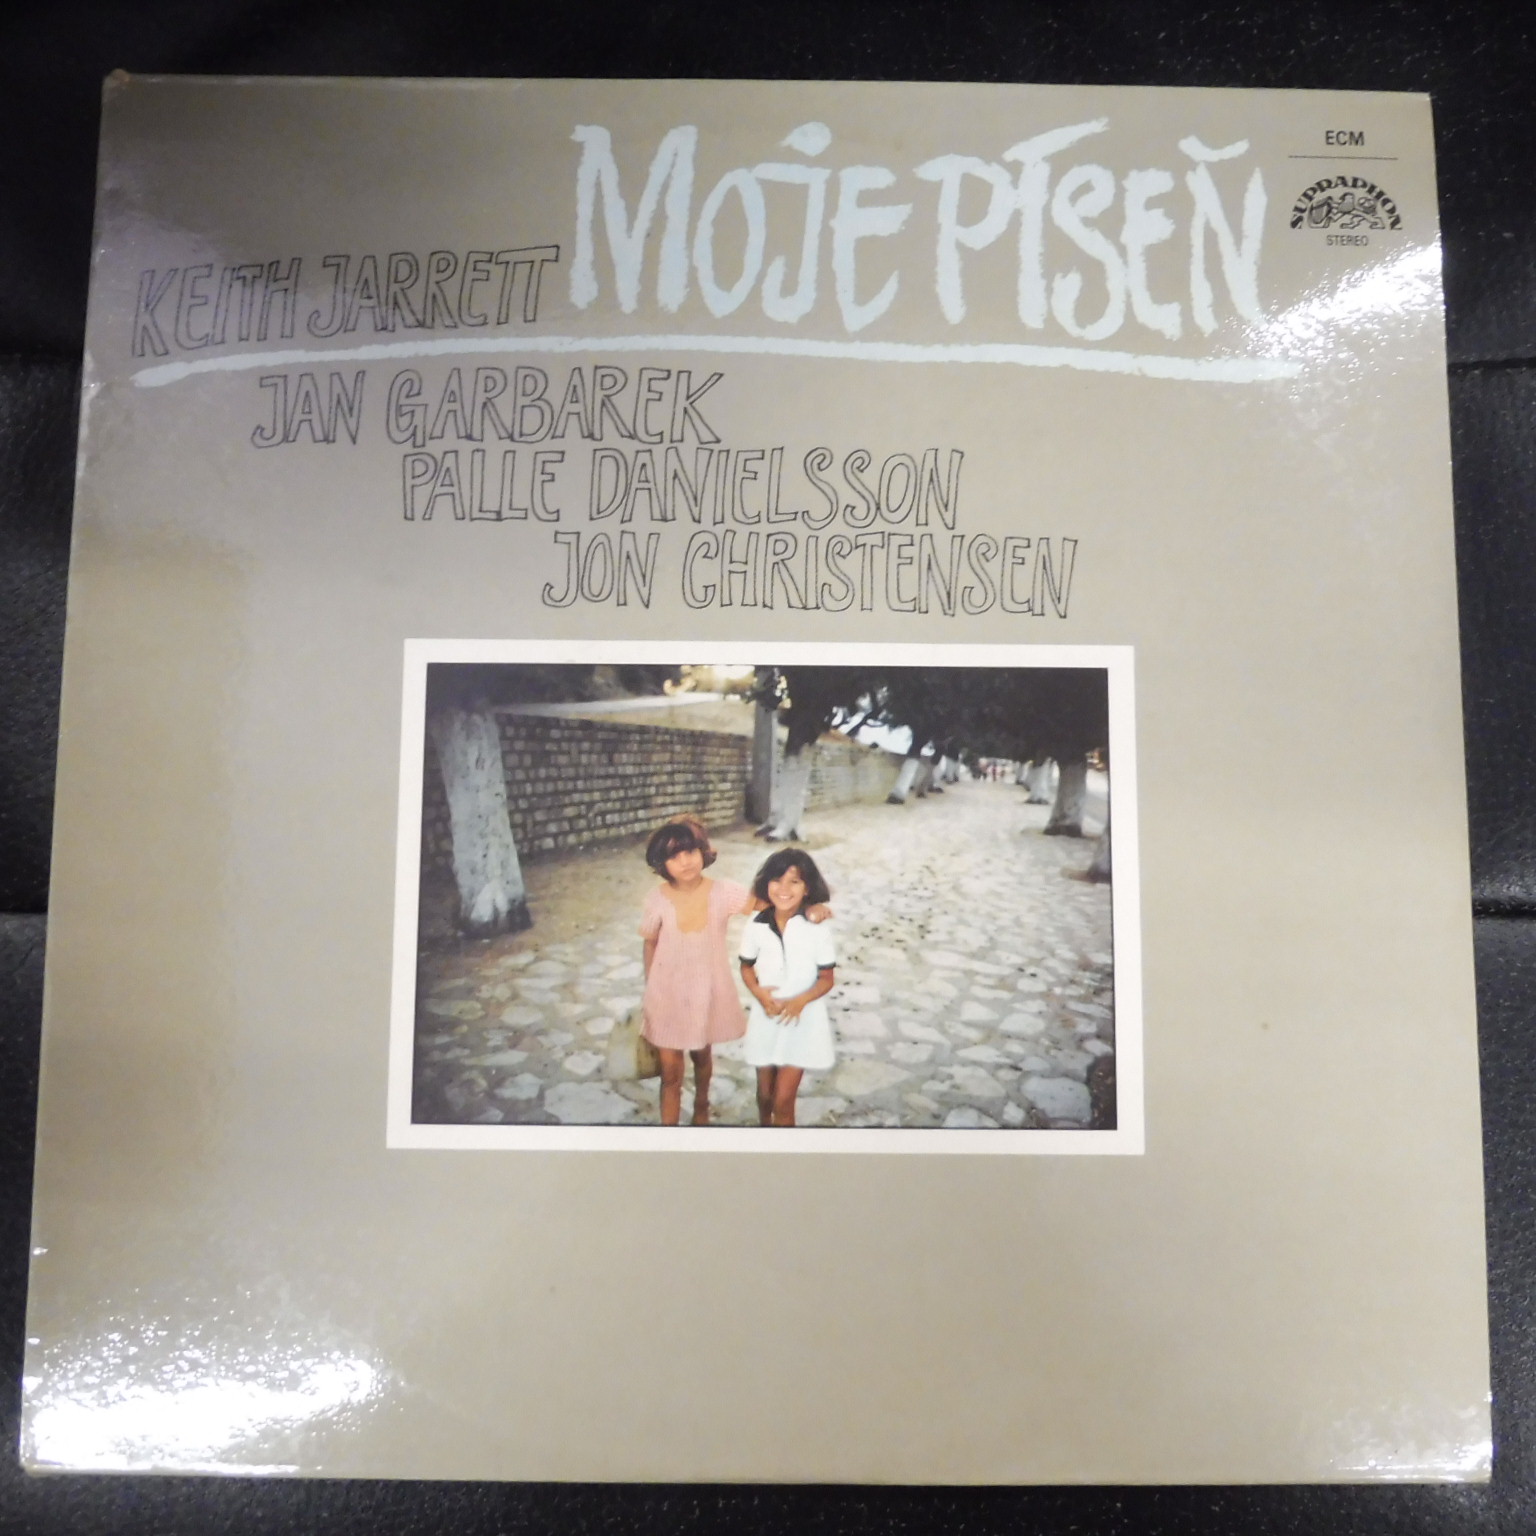 MOJE PÍSEŇ
ECM
SUPRAPHON
STEREO
KEITH JARRETT
JAN GARBAREK
PALLE DANIELSSON
JON CHRISTENSEN